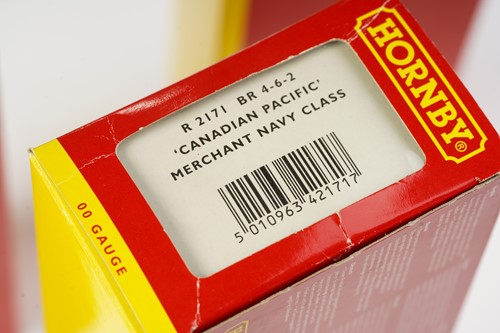 HORNBY®
R 2171 BR 4-6-2
'CANADIAN PACIFIC'
MERCHANT NAVY CLASS
5 010963 421717
00 GAUGE